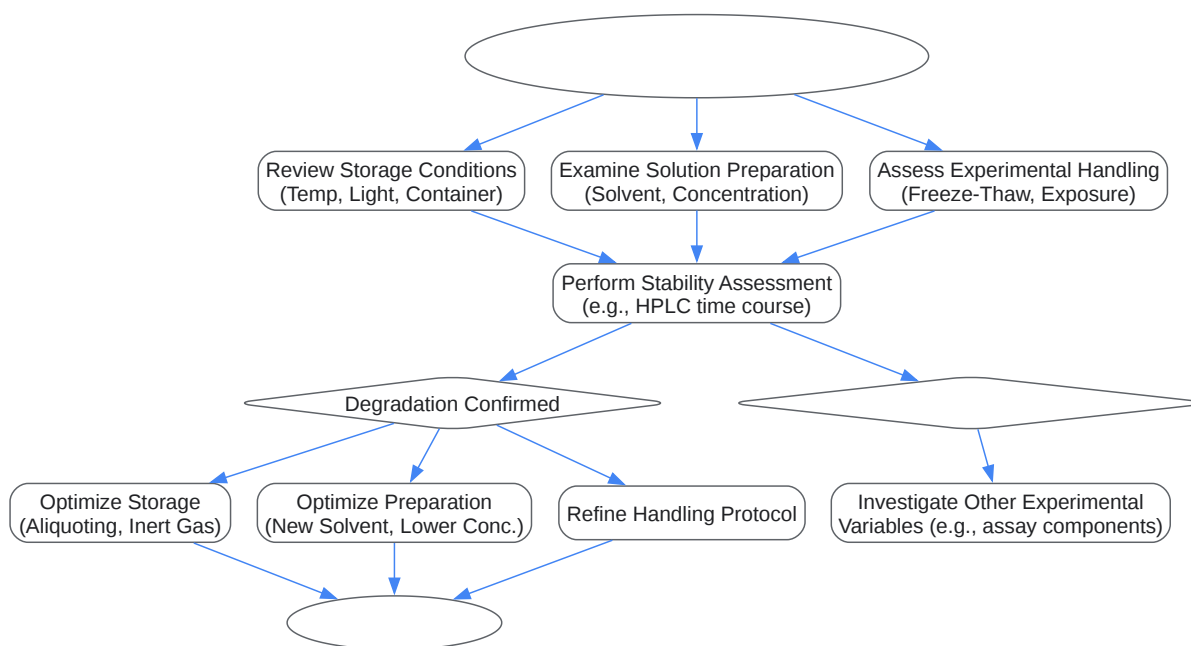 Review Storage Conditions
(Temp, Light, Container)
Examine Solution Preparation
(Solvent, Concentration)
Assess Experimental Handling
(Freeze-Thaw, Exposure)
Perform Stability Assessment
(e.g., HPLC time course)
Degradation Confirmed
Optimize Storage
(Aliquoting, Inert Gas)
Optimize Preparation
(New Solvent, Lower Conc.)
Refine Handling Protocol
Investigate Other Experimental
Variables (e.g., assay components)